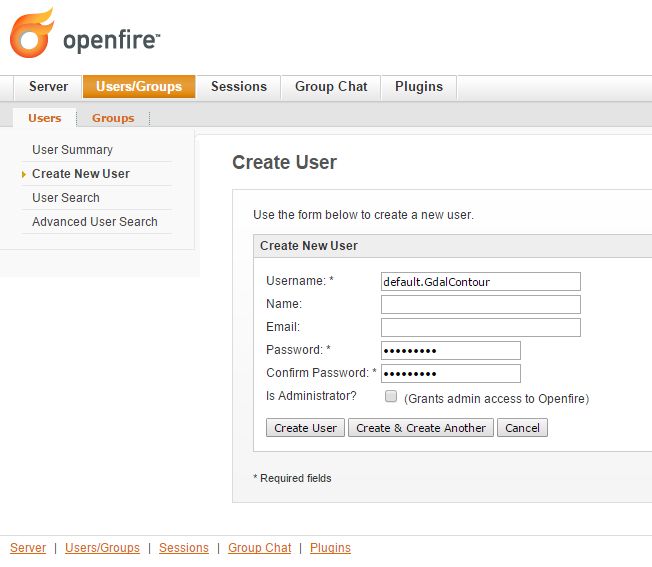 openfire™
Server Users/Groups Sessions Group Chat Plugins
Users Groups
User Summary
Create New User
User Search
Advanced User Search
Create User
Use the form below to create a new user.
Create New User
Username: * default.GdalContour
Name:
Email:
Password: * •••••••••
Confirm Password: * •••••••••
Is Administrator? (Grants admin access to Openfire)
Create User Create & Create Another Cancel
* Required fields
Server | Users/Groups | Sessions | Group Chat | Plugins